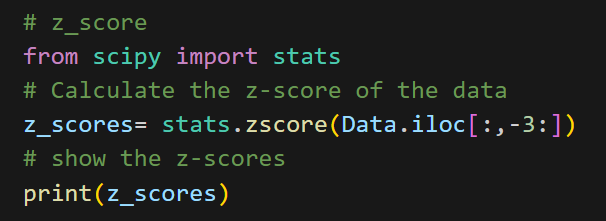 # z_score
from scipy import stats
# Calculate the z-score of the data
z_scores= stats.zscore(Data.iloc[:,-3:])
# show the z-scores
print(z_scores)